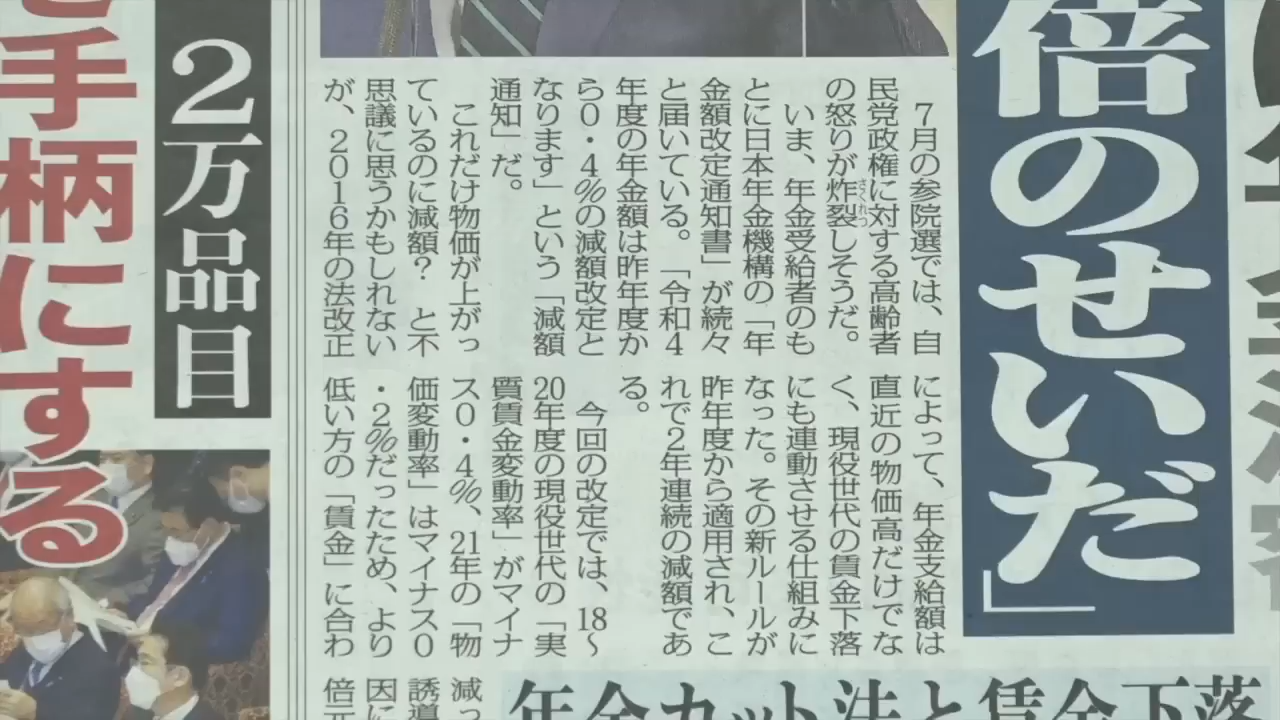 倍のせいだ」
７月の参院選では、自
民党政権に対する高齢者
の怒りが炸裂しそうだ。
さくれつ
いま、年金受給者のも
とに日本年金機構の「年
金額改定通知書」が続々
と届いている。「令和４
年度の年金額は昨年度か
ら０・４％の減額改定と
なります」という「減額
通知」だ。
これだけ物価が上がっ
ているのに減額？　と不
思議に思うかもしれない
が、２０１６年の法改正
によって、年金支給額は
直近の物価高だけでな
く、現役世代の賃金下落
にも連動させる仕組みに
なった。その新ルールが
昨年度から適用され、こ
れで２年連続の減額であ
る。
今回の改定では、18～
20年度の現役世代の「実
質賃金変動率」がマイナ
ス０・４％、21年の「物
価変動率」はマイナス０
・２％だったため、より
低い方の「賃金」に合わ
年金カット法と賃金下落
減っ
誘導
因に
倍元
２万品目
手柄にする